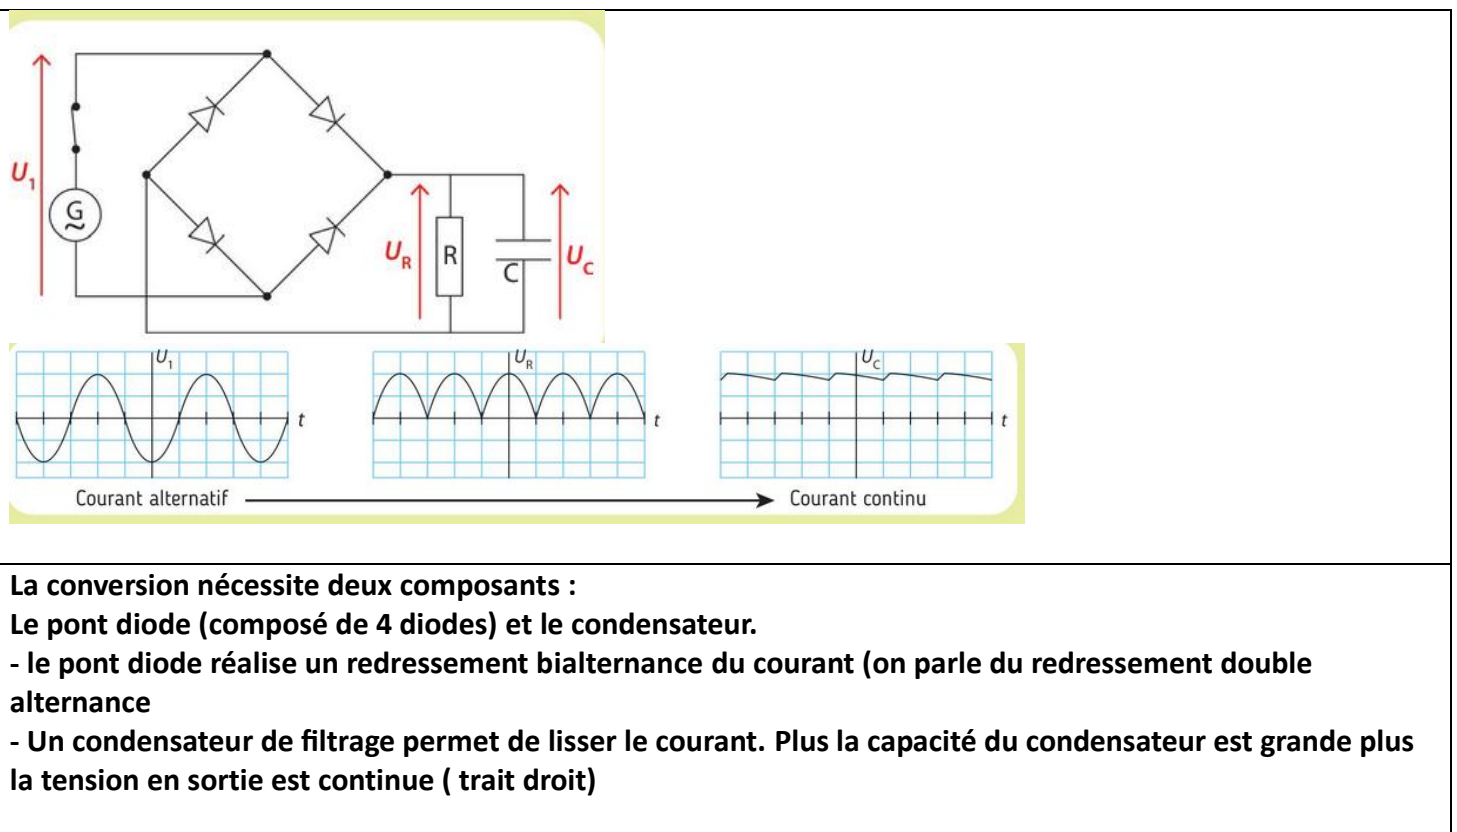 U1
G
~
UR
R
C
UC
U1
t
UR
t
UC
t
Courant alternatif
Courant continu
La conversion nécessite deux composants :
Le pont diode (composé de 4 diodes) et le condensateur.
- le pont diode réalise un redressement bialternance du courant (on parle du redressement double
alternance
- Un condensateur de filtrage permet de lisser le courant. Plus la capacité du condensateur est grande plus
la tension en sortie est continue ( trait droit)